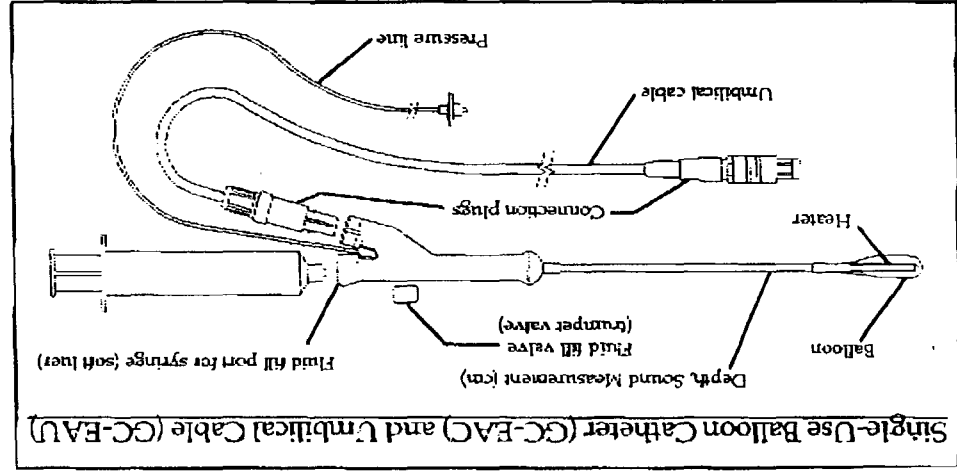 Single-Use Balloon Catheter (GC-EAC) and Umbilical Cable (GC-EAU)
Balloon
Depth, Sound Measurement (cm)
Fluid fill valve
(trumpet valve)
Fluid fill port for syringe (soft luer)
Heater
Connection plugs
Umbilical cable
Pressure line